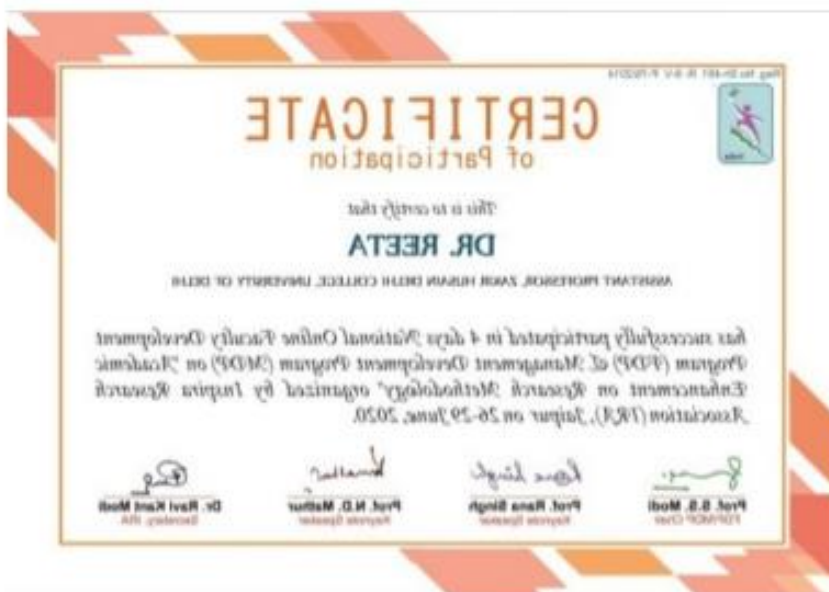 CERTIFICATE
of Participation
This is to certify that
DR. REETA
ASSISTANT PROFESSOR, ZAKIR HUSAIN DELHI COLLEGE, UNIVERSITY OF DELHI
has successfully participated in 4 days National Online Faculty Development
Program (FDP) & Management Development Program (MDP) on "Academic
Enhancement on Research Methodology" organized by Inspira Research
Association (IRA), Jaipur on 26-29 June, 2020.
Prof. S.S. Modi Prof. Rana Singh Prof. N.D. Mathur Dr. Ravi Kant Modi
FDP/MDP Chair Keynote Speaker Keynote Speaker Secretary, IRA